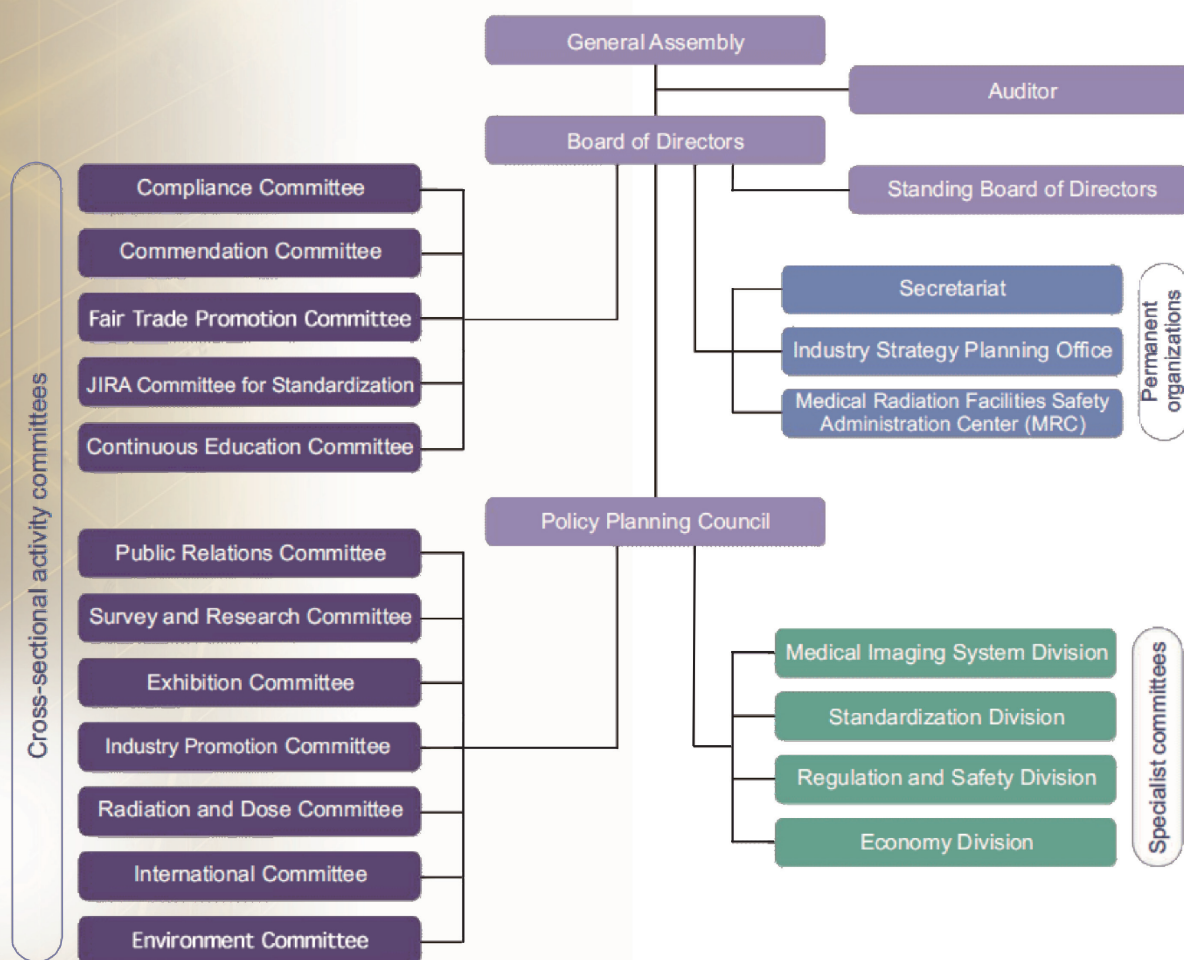 General Assembly
Auditor
Board of Directors
Standing Board of Directors
Cross-sectional activity committees
Compliance Committee
Commendation Committee
Fair Trade Promotion Committee
JIRA Committee for Standardization
Continuous Education Committee
Secretariat
Industry Strategy Planning Office
Medical Radiation Facilities Safety
Administration Center (MRC)
Permanent
organizations
Policy Planning Council
Public Relations Committee
Survey and Research Committee
Exhibition Committee
Industry Promotion Committee
Radiation and Dose Committee
International Committee
Environment Committee
Medical Imaging System Division
Standardization Division
Regulation and Safety Division
Economy Division
Specialist committees